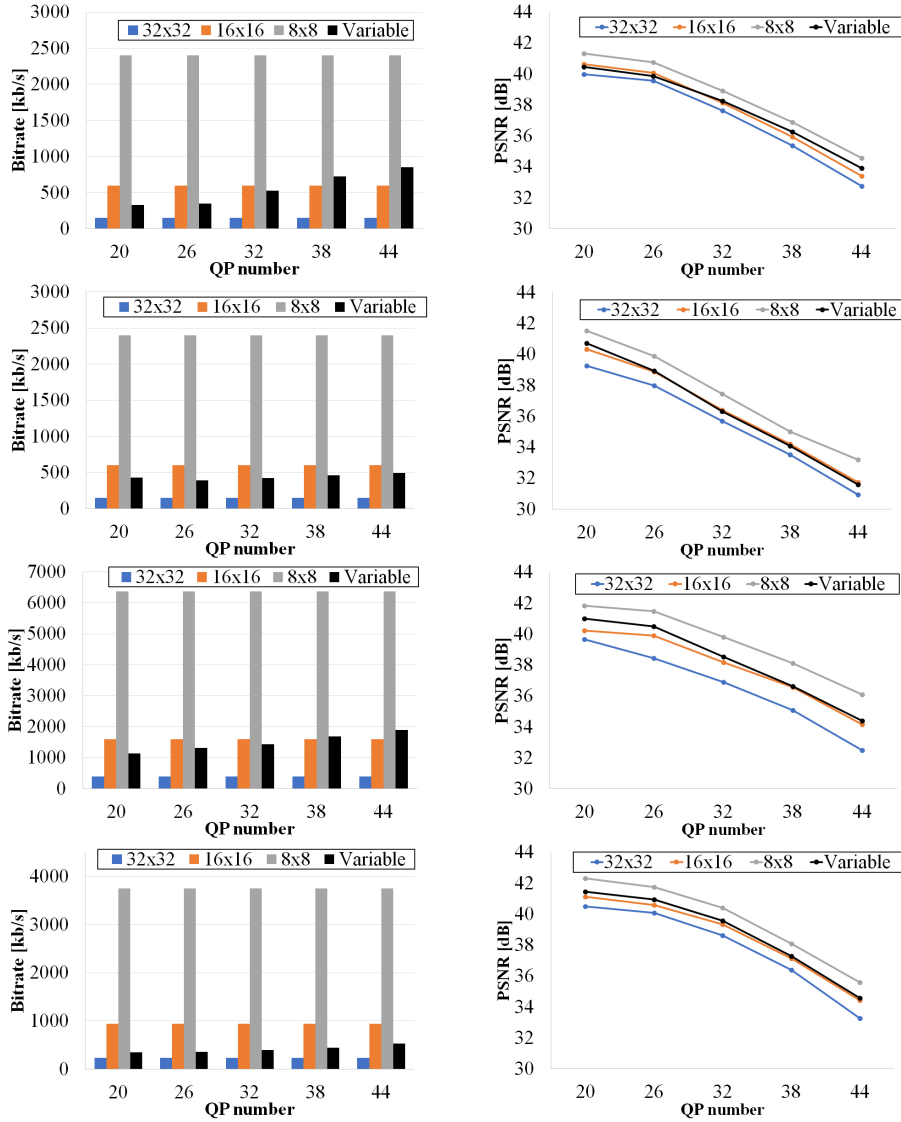 3000
2500
2000
1500
1000
500
0
Bitrate [kb/s]
32x32 16x16 8x8 Variable
20 26 32 38 44
QP number
44
42
40
38
36
34
32
30
PSNR [dB]
32x32 16x16 8x8 Variable
20 26 32 38 44
QP number
3000
2500
2000
1500
1000
500
0
Bitrate [kb/s]
32x32 16x16 8x8 Variable
20 26 32 38 44
QP number
44
42
40
38
36
34
32
30
PSNR [dB]
32x32 16x16 8x8 Variable
20 26 32 38 44
QP number
7000
6000
5000
4000
3000
2000
1000
0
Bitrate [kb/s]
32x32 16x16 8x8 Variable
20 26 32 38 44
QP number
44
42
40
38
36
34
32
30
PSNR [dB]
32x32 16x16 8x8 Variable
20 26 32 38 44
QP number
4000
3000
2000
1000
0
Bitrate [kb/s]
32x32 16x16 8x8 Variable
20 26 32 38 44
QP number
44
42
40
38
36
34
32
30
PSNR [dB]
32x32 16x16 8x8 Variable
20 26 32 38 44
QP number